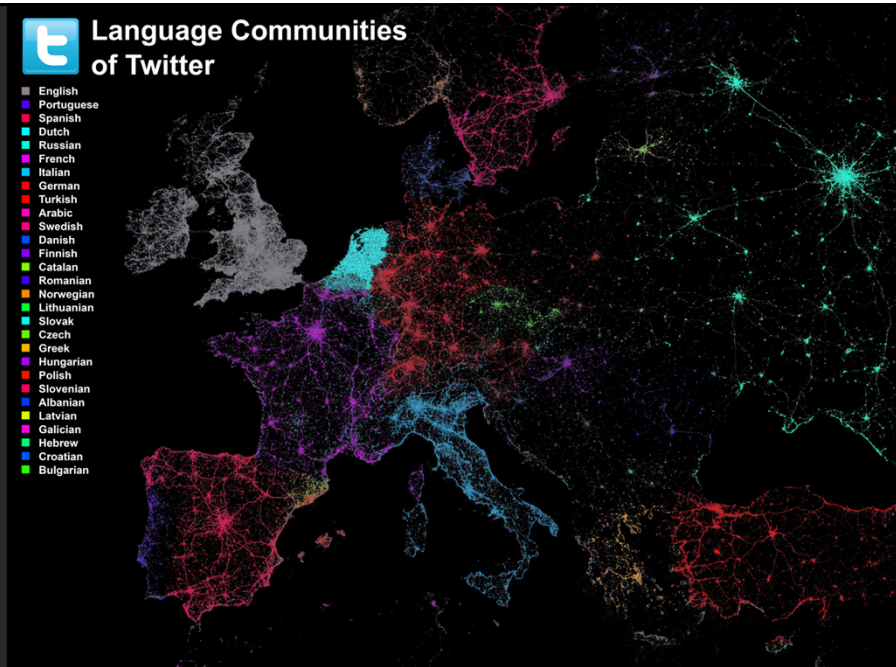 Language Communities
of Twitter
English
Portuguese
Spanish
Dutch
Russian
French
Italian
German
Turkish
Arabic
Swedish
Danish
Finnish
Catalan
Romanian
Norwegian
Lithuanian
Slovak
Czech
Greek
Hungarian
Polish
Slovenian
Albanian
Latvian
Galician
Hebrew
Croatian
Bulgarian